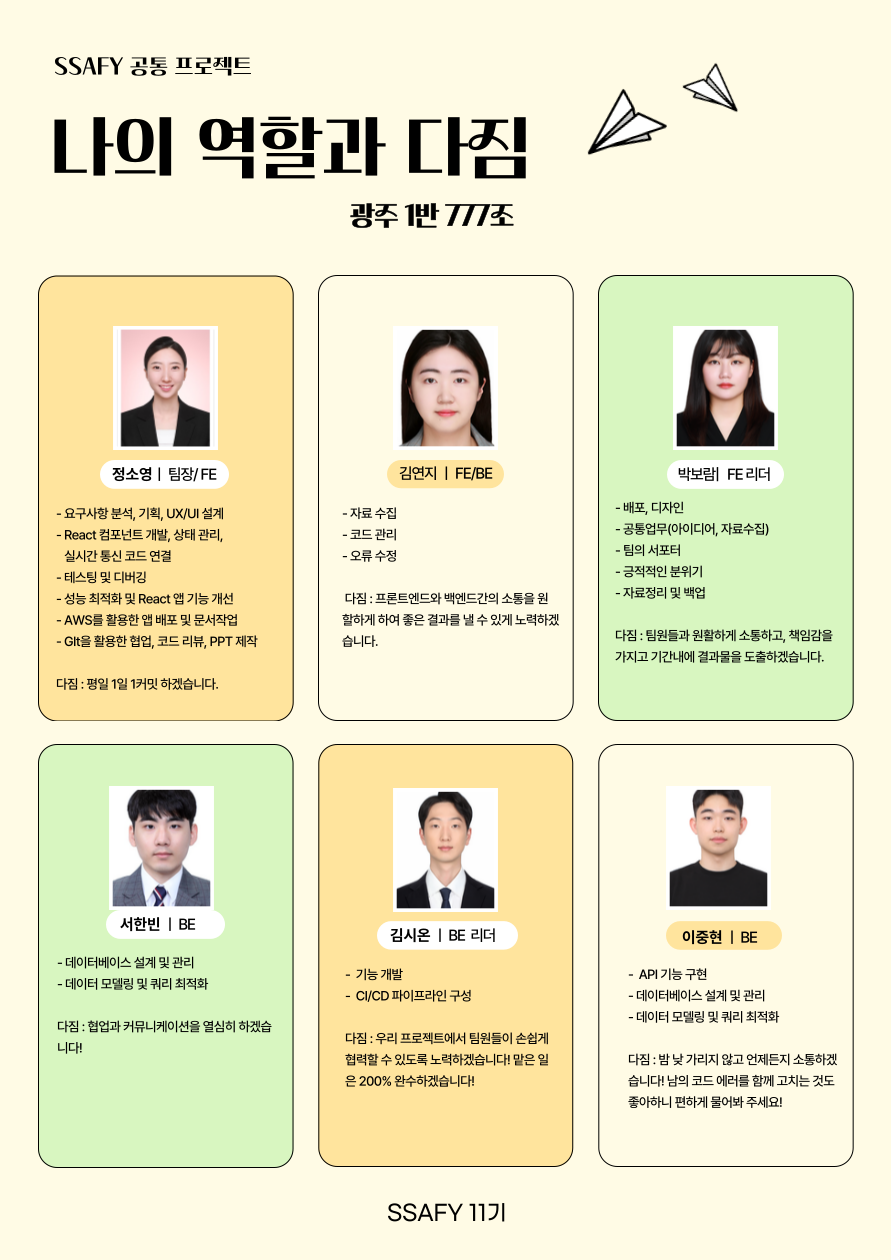 SSAFY 공통 프로젝트
나의 역할과 다짐
광주 1반 777조
정소영 | 팀장/ FE
- 요구사항 분석, 기획, UX/UI 설계
- React 컴포넌트 개발, 상태 관리,
실시간 통신 코드 연결
- 테스팅 및 디버깅
- 성능 최적화 및 React 앱 기능 개선
- AWS를 활용한 앱 배포 및 문서작업
- GIt을 활용한 협업, 코드 리뷰, PPT 제작
다짐 : 평일 1일 1커밋 하겠습니다.
김연지 | FE/BE
- 자료 수집
- 코드 관리
- 오류 수정
다짐 : 프론트엔드와 백엔드간의 소통을 원
할하게 하여 좋은 결과를 낼 수 있게 노력하겠
습니다.
박보람| FE 리더
- 배포, 디자인
- 공통업무(아이디어, 자료수집)
- 팀의 서포터
- 긍적적인 분위기
- 자료정리 및 백업
다짐 : 팀원들과 원활하게 소통하고, 책임감을
가지고 기간내에 결과물을 도출하겠습니다.
서한빈 | BE
- 데이터베이스 설계 및 관리
- 데이터 모델링 및 쿼리 최적화
다짐 : 협업과 커뮤니케이션을 열심히 하겠습
니다!
김시온 | BE 리더
- 기능 개발
- CI/CD 파이프라인 구성
다짐 : 우리 프로젝트에서 팀원들이 손쉽게
협력할 수 있도록 노력하겠습니다! 맡은 일
은 200% 완수하겠습니다!
이중현 | BE
- API 기능 구현
- 데이터베이스 설계 및 관리
- 데이터 모델링 및 쿼리 최적화
다짐 : 밤 낮 가리지 않고 언제든지 소통하겠
습니다! 남의 코드 에러를 함께 고치는 것도
좋아하니 편하게 물어봐 주세요!
SSAFY 11기